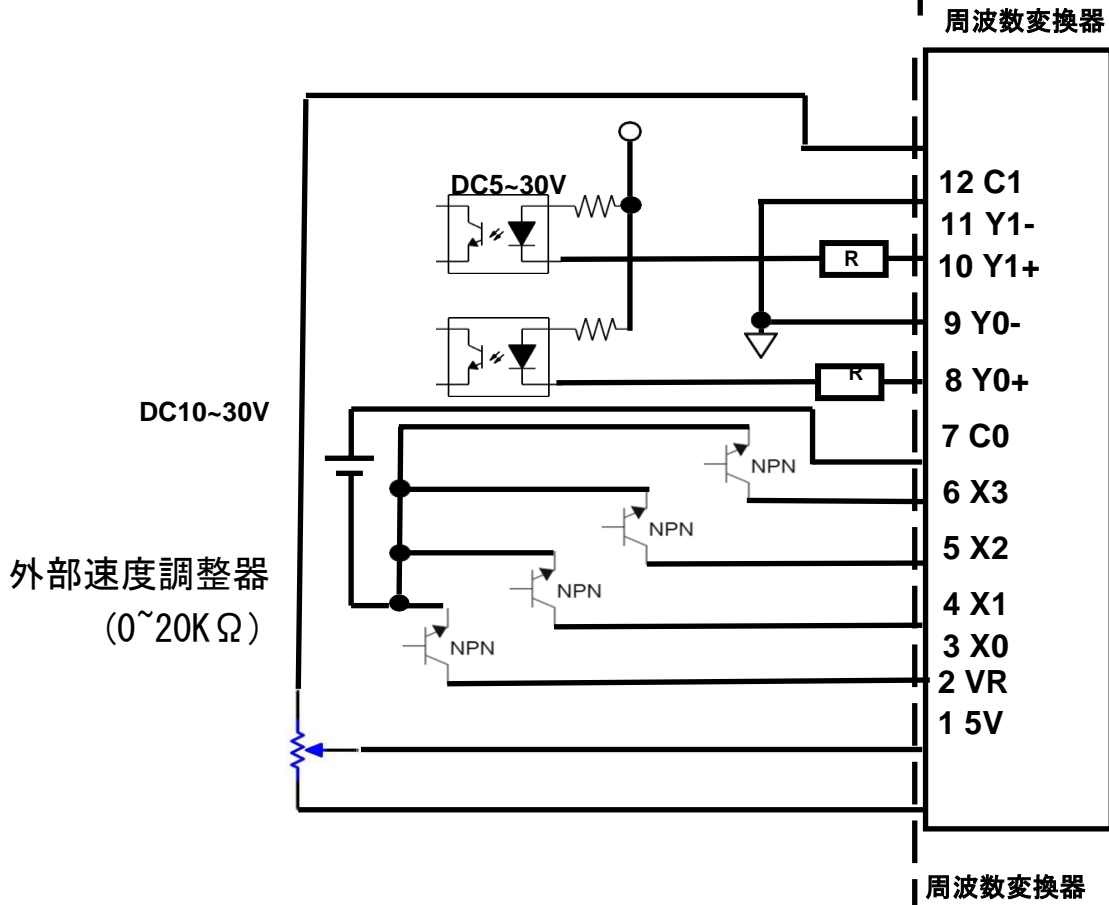 周波数変換器
DC5~30V
12 C1
11 Y1-
R
10 Y1+
9 Y0-
R
8 Y0+
DC10~30V
7 C0
NPN
6 X3
NPN
5 X2
外部速度調整器
(0~20KΩ)
NPN
4 X1
NPN
3 X0
2 VR
1 5V
周波数変換器